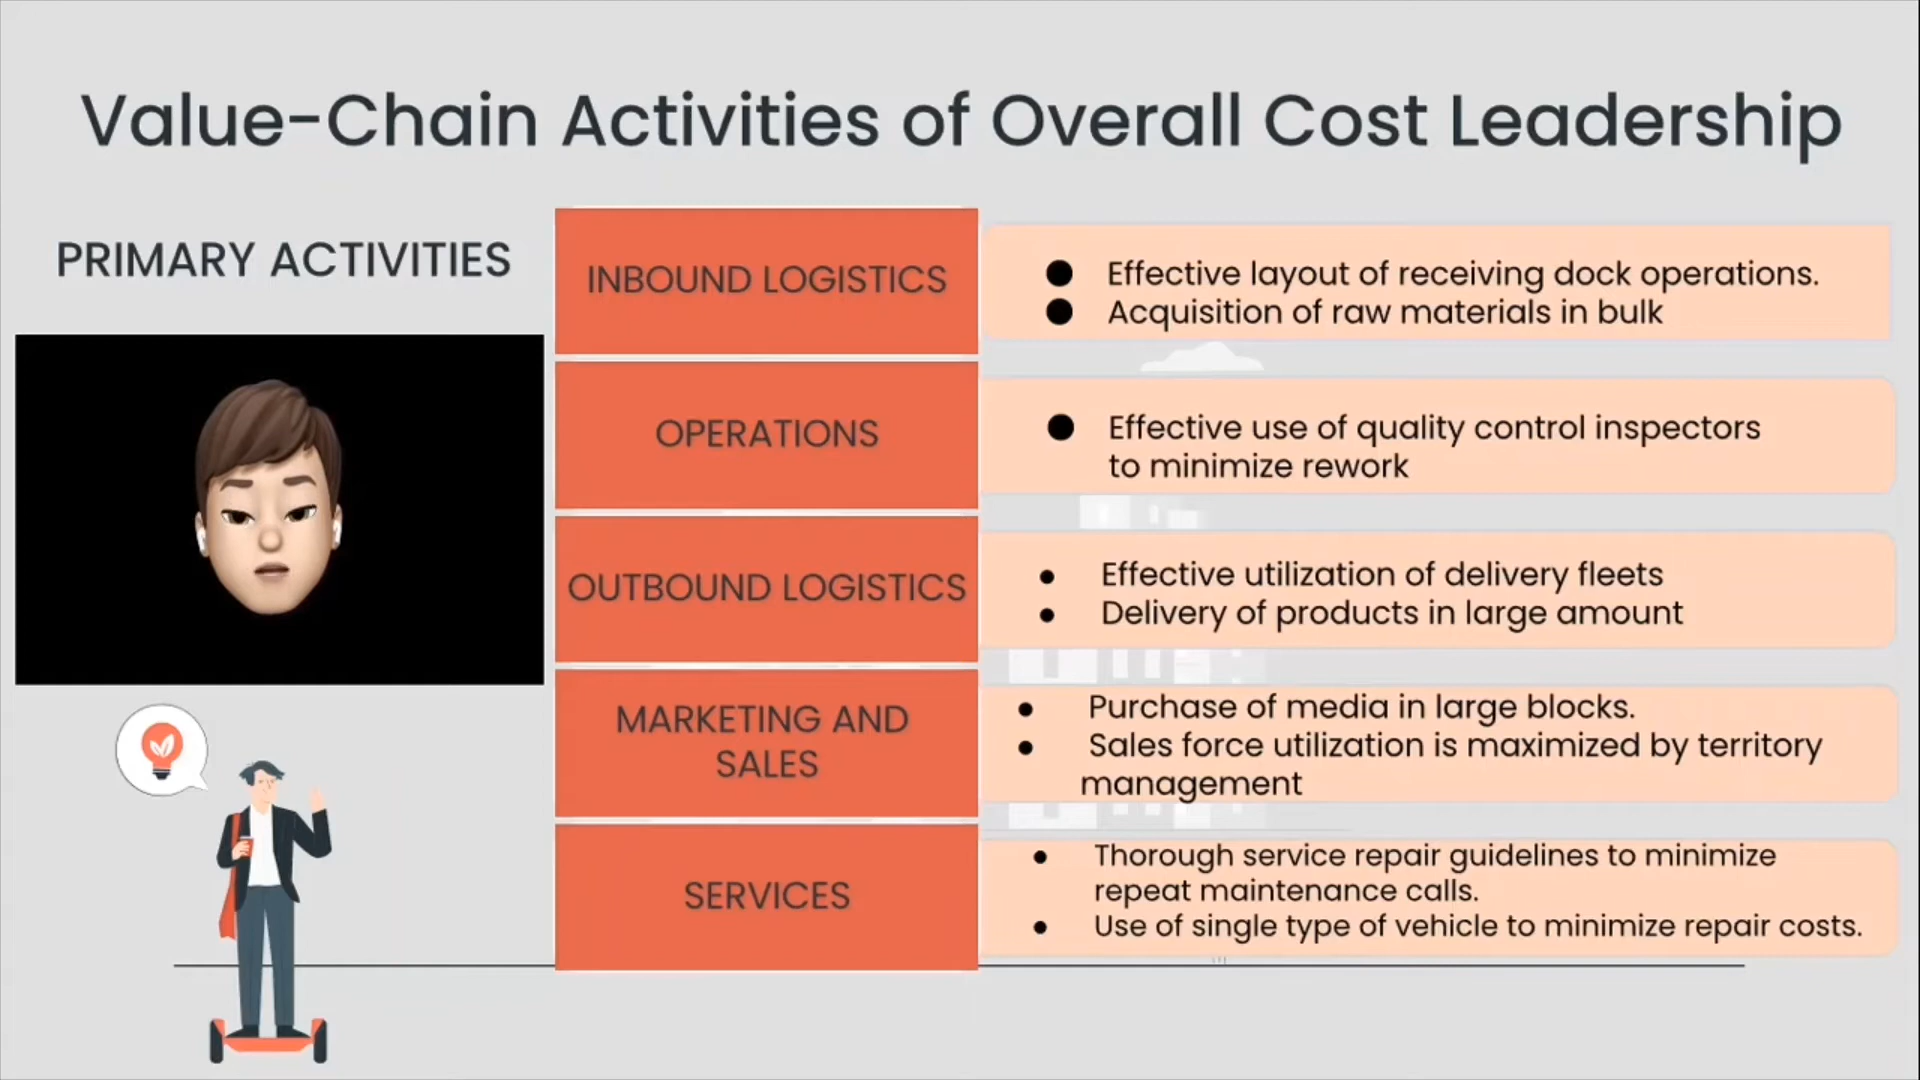 Value-Chain Activities of Overall Cost Leadership
PRIMARY ACTIVITIES
INBOUND LOGISTICS
● Effective layout of receiving dock operations.
● Acquisition of raw materials in bulk
OPERATIONS
● Effective use of quality control inspectors
to minimize rework
OUTBOUND LOGISTICS
● Effective utilization of delivery fleets
● Delivery of products in large amount
MARKETING AND
SALES
● Purchase of media in large blocks.
● Sales force utilization is maximized by territory
management
SERVICES
● Thorough service repair guidelines to minimize
repeat maintenance calls.
● Use of single type of vehicle to minimize repair costs.